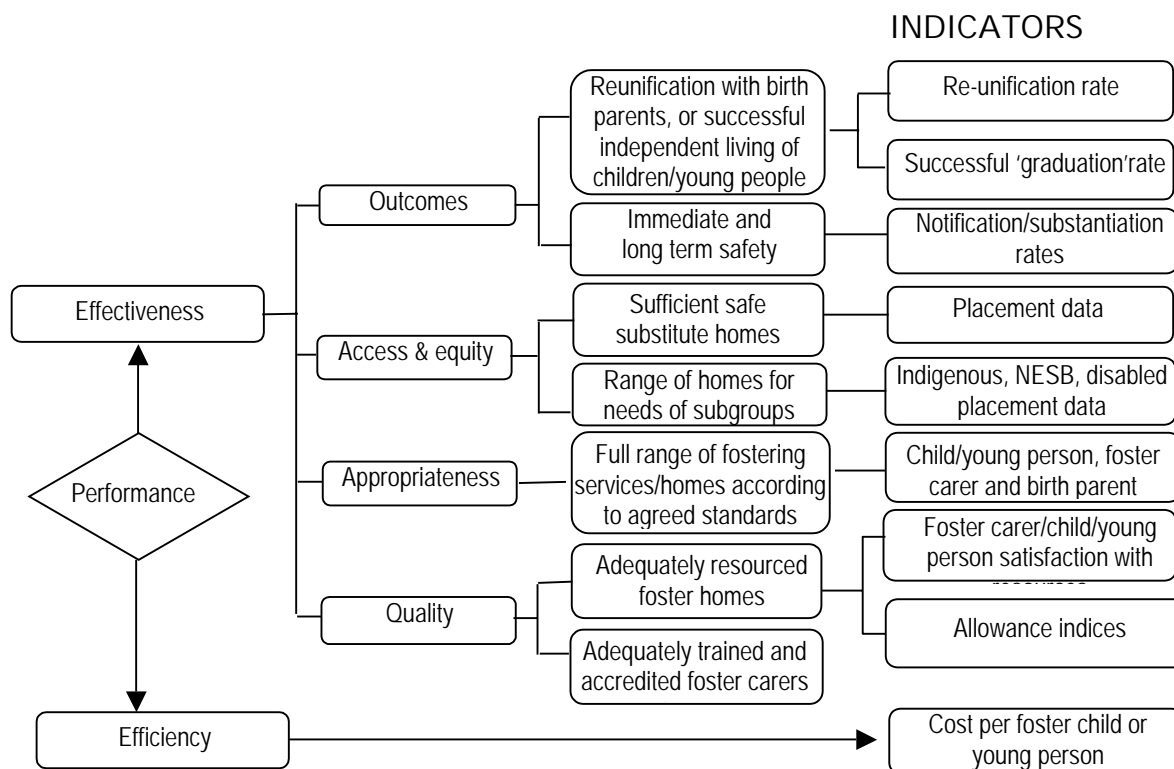 INDICATORS
Reunification with birth
parents, or successful
independent living of
children/young people
Re-unification rate
Successful ‘graduation’rate
Outcomes
Immediate and
long term safety
Notification/substantiation
rates
Effectiveness
Sufficient safe
substitute homes
Placement data
Access & equity
Range of homes for
needs of subgroups
Indigenous, NESB, disabled
placement data
Performance
Appropriateness
Full range of fostering
services/homes according
to agreed standards
Child/young person, foster
carer and birth parent
Quality
Adequately resourced
foster homes
Foster carer/child/young
person satisfaction with
Allowance indices
Adequately trained and
accredited foster carers
Efficiency
Cost per foster child or
young person